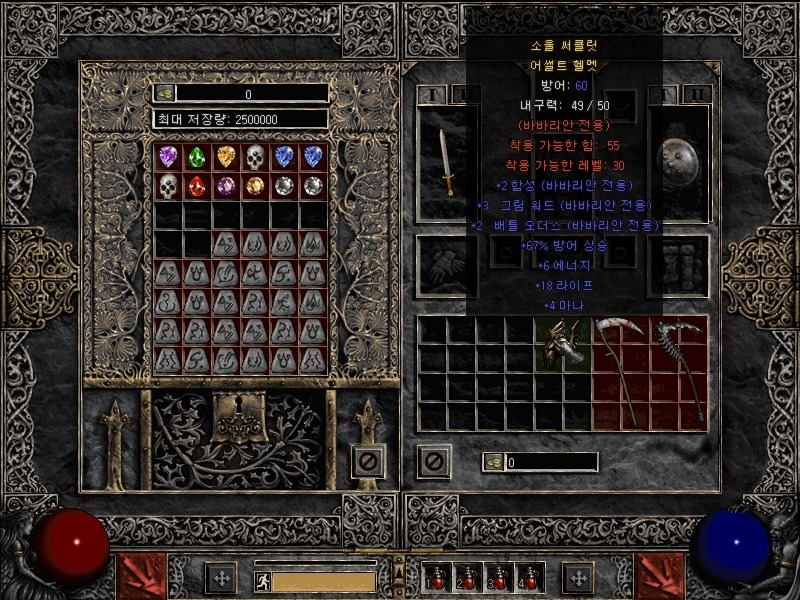 소울 써클릿
어썰트 헬멧
방어: 60
내구력: 49 / 50
(바바리안 전용)
착용 가능한 힘: 55
착용 가능한 레벨: 30
+2 함성 (바바리안 전용)
+3 그림 워드 (바바리안 전용)
+2 배틀 오더스 (바바리안 전용)
+67% 방어 상승
+6 에너지
+18 라이프
+4 마나
0
최대 저장량: 2500000
I
II
0
1
2
3
4